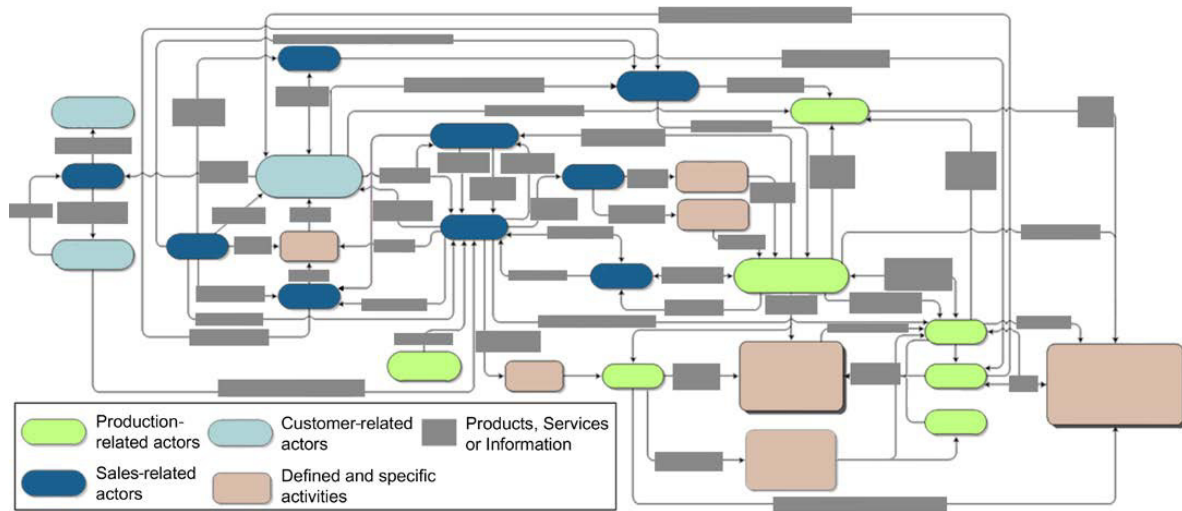 Production-
related actors
Customer-related
actors
Products, Services
or Information
Sales-related
actors
Defined and specific
activities